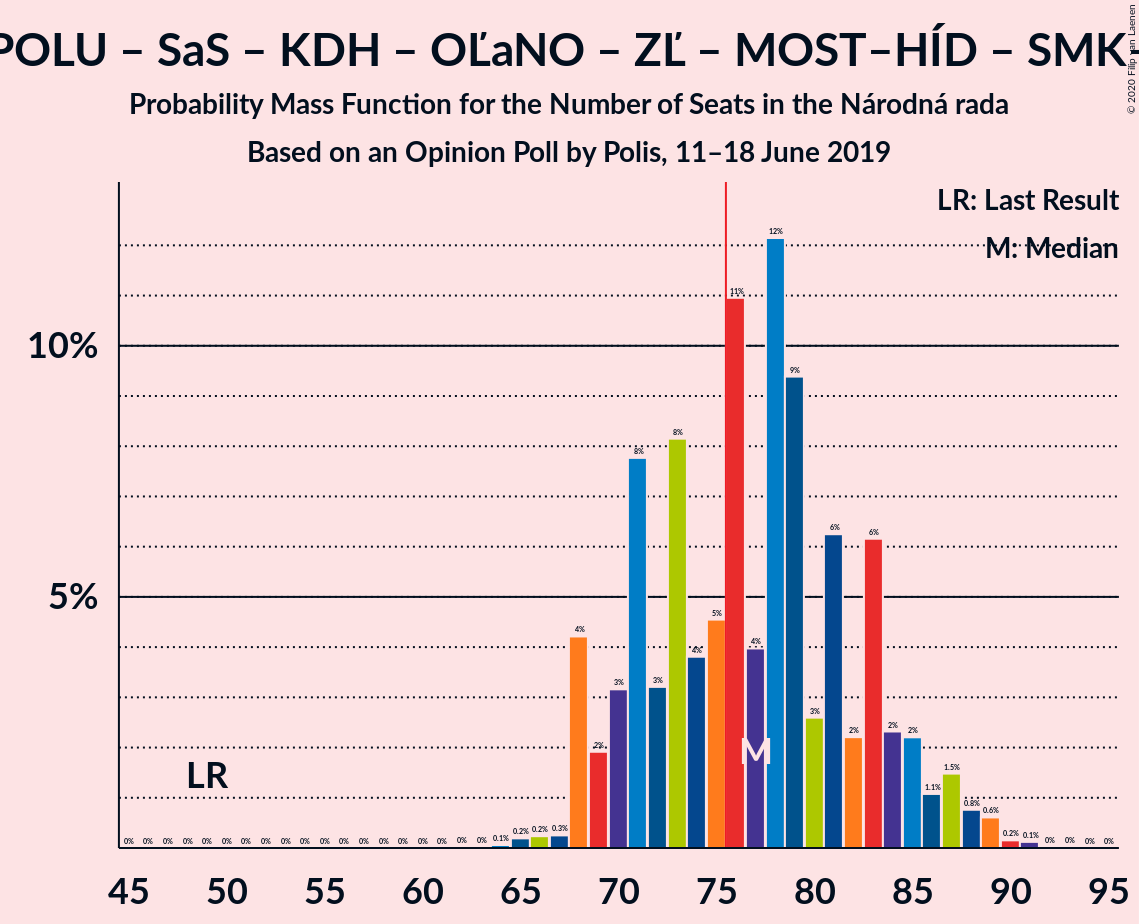 POLU – SaS – KDH – OĽaNO – ZĽ – MOST–HÍD – SMK–
Probability Mass Function for the Number of Seats in the Národná rada
Based on an Opinion Poll by Polis, 11–18 June 2019
© 2020 Filip van Laenen
LR: Last Result
M: Median
10%
5%
0% 0% 0% 0% 0% 0% 0% 0% 0% 0% 0% 0% 0% 0% 0% 0% 0% 0% 0% 0.1% 0.2% 0.2% 0.3% 4% 2% 3% 8% 3% 8% 4% 5% 11% 4% 12% 9% 3% 6% 2% 6% 2% 2% 1.1% 1.5% 0.8% 0.6% 0.2% 0.1% 0% 0% 0% 0%
LR
M
45 50 55 60 65 70 75 80 85 90 95